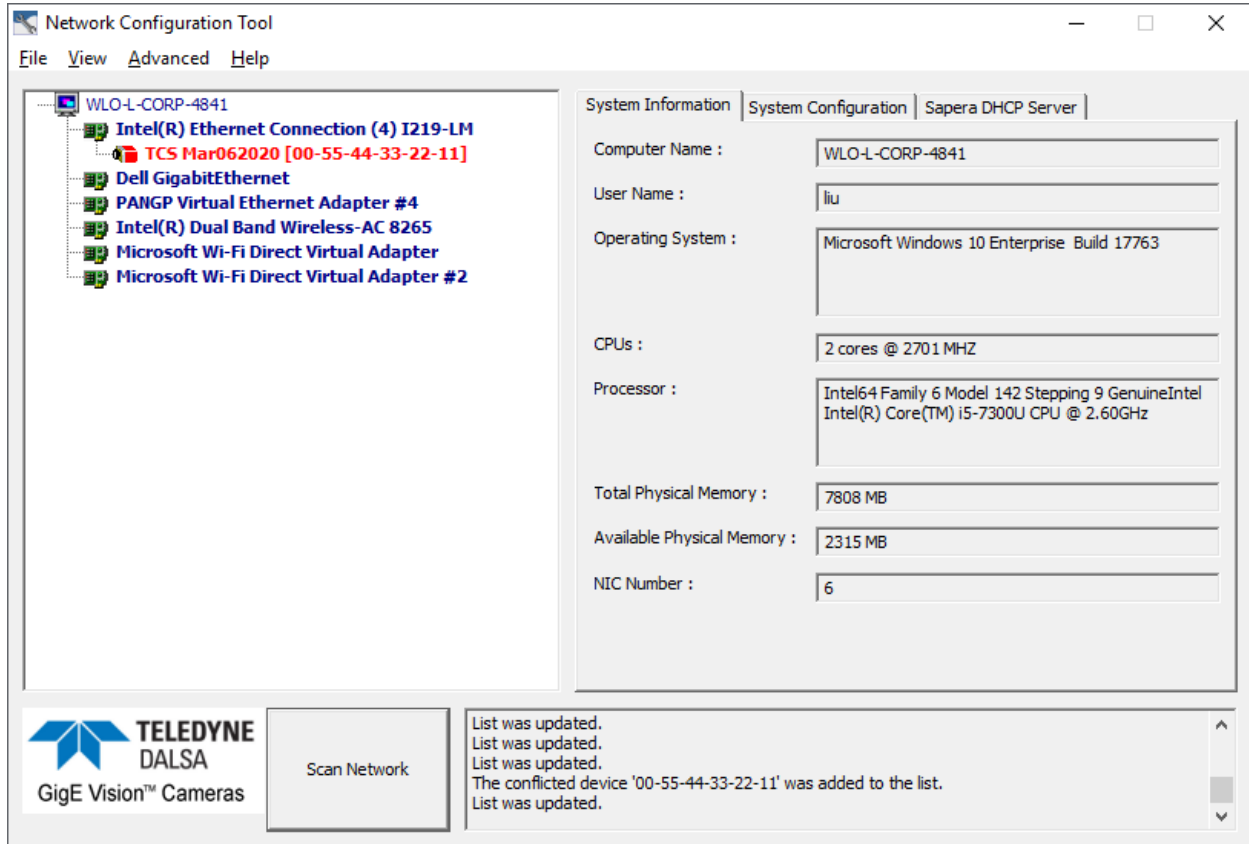 Network Configuration Tool
File View Advanced Help
WLO-L-CORP-4841
Intel(R) Ethernet Connection (4) I219-LM
TCS Mar062020 [00-55-44-33-22-11]
Dell GigabitEthernet
PANGP Virtual Ethernet Adapter #4
Intel(R) Dual Band Wireless-AC 8265
Microsoft Wi-Fi Direct Virtual Adapter
Microsoft Wi-Fi Direct Virtual Adapter #2
System Information System Configuration Sapera DHCP Server
Computer Name : WLO-L-CORP-4841
User Name : liu
Operating System : Microsoft Windows 10 Enterprise Build 17763
CPUs : 2 cores @ 2701 MHZ
Processor : Intel64 Family 6 Model 142 Stepping 9 GenuineIntel
Intel(R) Core(TM) i5-7300U CPU @ 2.60GHz
Total Physical Memory : 7808 MB
Available Physical Memory : 2315 MB
NIC Number : 6
TELEDYNE
DALSA
GigE Vision™ Cameras
Scan Network
List was updated.
List was updated.
List was updated.
The conflicted device '00-55-44-33-22-11' was added to the list.
List was updated.